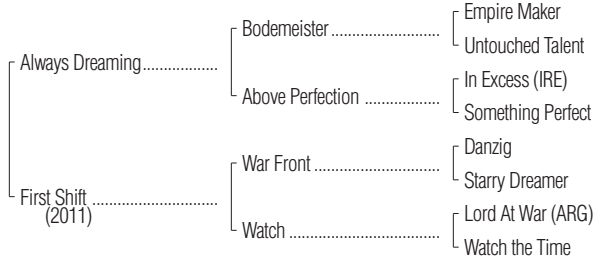 Empire Maker
Bodemeister
Untouched Talent
Always Dreaming
In Excess (IRE)
Above Perfection
Something Perfect
Danzig
War Front
Starry Dreamer
First Shift
(2011)
Lord At War (ARG)
Watch
Watch the Time